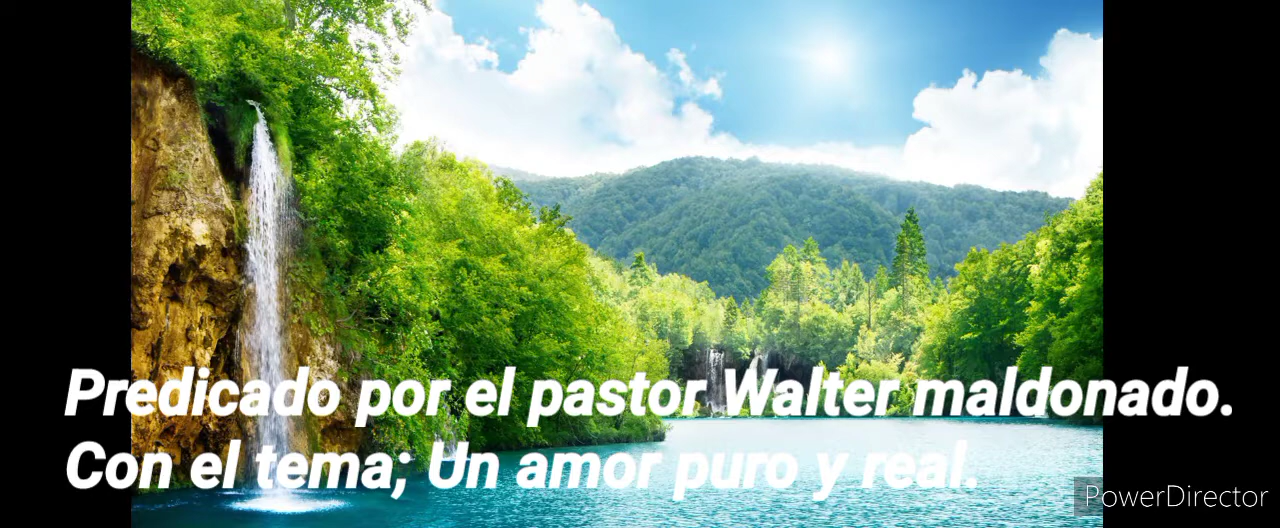 Predicado por el pastor Walter maldonado.
Con el tema; Un amor puro y real.
PowerDirector